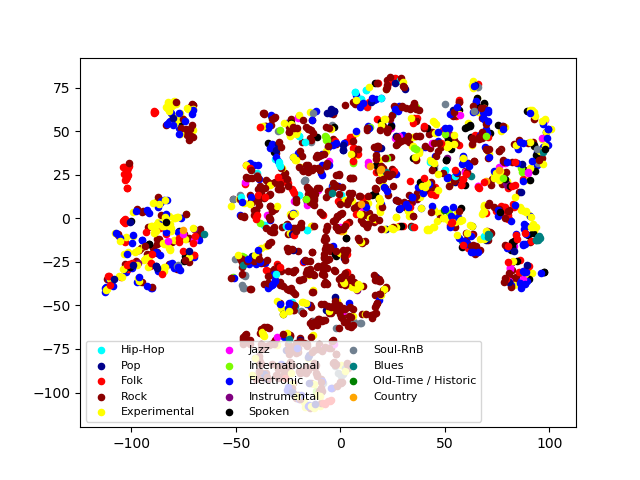 75
50
25
0
−25
−50
−75
−100
Hip-Hop Jazz Soul-RnB
Pop International Blues
Folk Electronic Old-Time / Historic
Rock Instrumental Country
Experimental Spoken
−100 −50 0 50 100